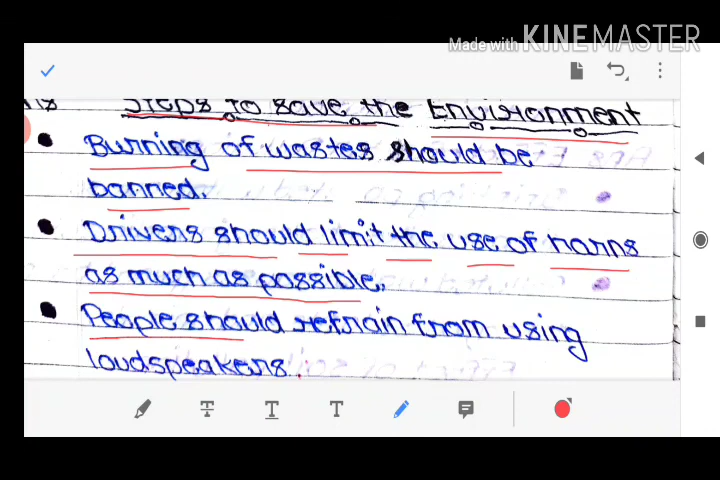 Made with KINEMASTER
Steps to save the Environment
Burning of wastes should be
banned.
Drivers should limit the use of horns
as much as possible.
People should refrain from using
loudspeakers.
T T T